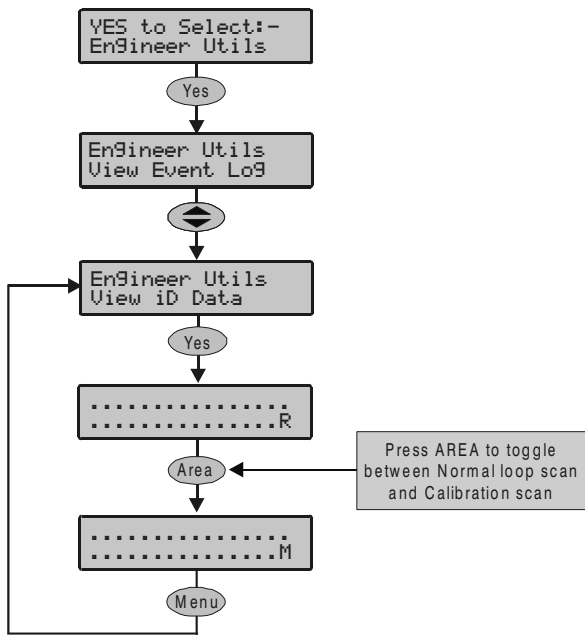 YES to Select:-
Engineer Utils
Yes
Engineer Utils
View Event Log
Engineer Utils
View iD Data
Yes
................
...............R
Area
Press AREA to toggle
between Normal loop scan
and Calibration scan
................
...............M
Menu